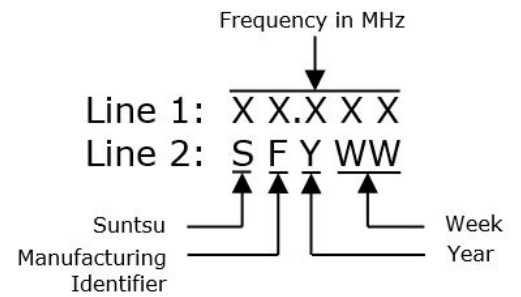 Frequency in MHz
Line 1: X X.X X X
Line 2: S F Y WW
Suntsu
Week
Manufacturing
Identifier
Year